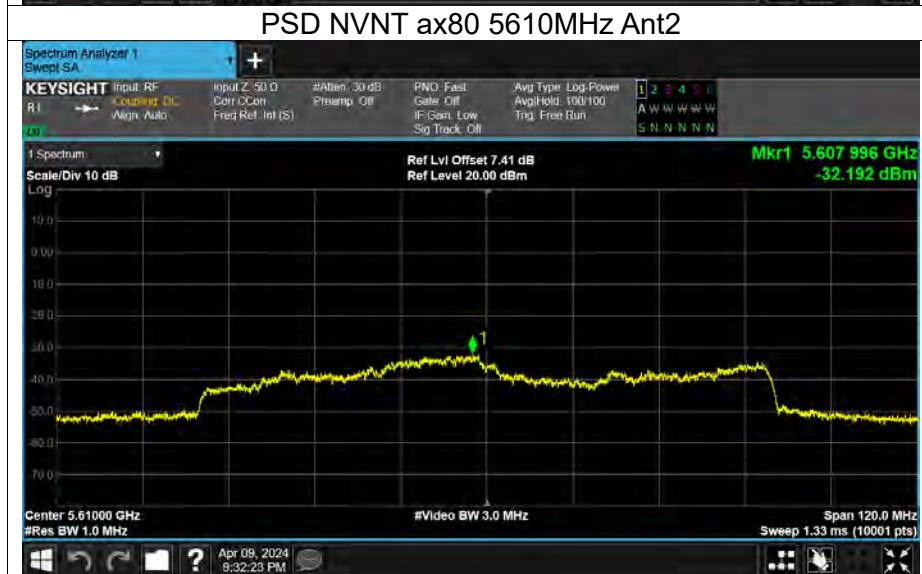 PSD NVNT ax80 5610MHz Ant2
Spectrum Analyzer 1
Swept SA
+
KEYSIGHT Input: RF Input Z: 50 Ω #Atten: 30 dB PNO: Fast Avg Type: Log-Power 1 2 3 4 5 6
Coupling: DC Corr CCorr Preamp: Off Gate: Off Avg|Hold: 100/100 A W W W W W
Align: Auto Freq Ref: Int (S) IF Gain: Low Trig: Free Run S N N N N N
Sig Track: Off
1 Spectrum
Ref Lvl Offset 7.41 dB Mkr1 5.607 996 GHz
Scale/Div 10 dB Ref Level 20.00 dBm -32.192 dBm
Log
10.0
0.00
-10.0
-20.0
-30.0
1
-40.0
-50.0
-60.0
-70.0
Center 5.61000 GHz #Video BW 3.0 MHz Span 120.0 MHz
#Res BW 1.0 MHz Sweep 1.33 ms (10001 pts)
? Apr 09, 2024
9:32:23 PM